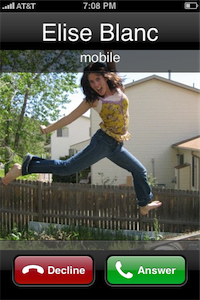 AT&T 7:08 PM
Elise Blanc
mobile
Decline Answer